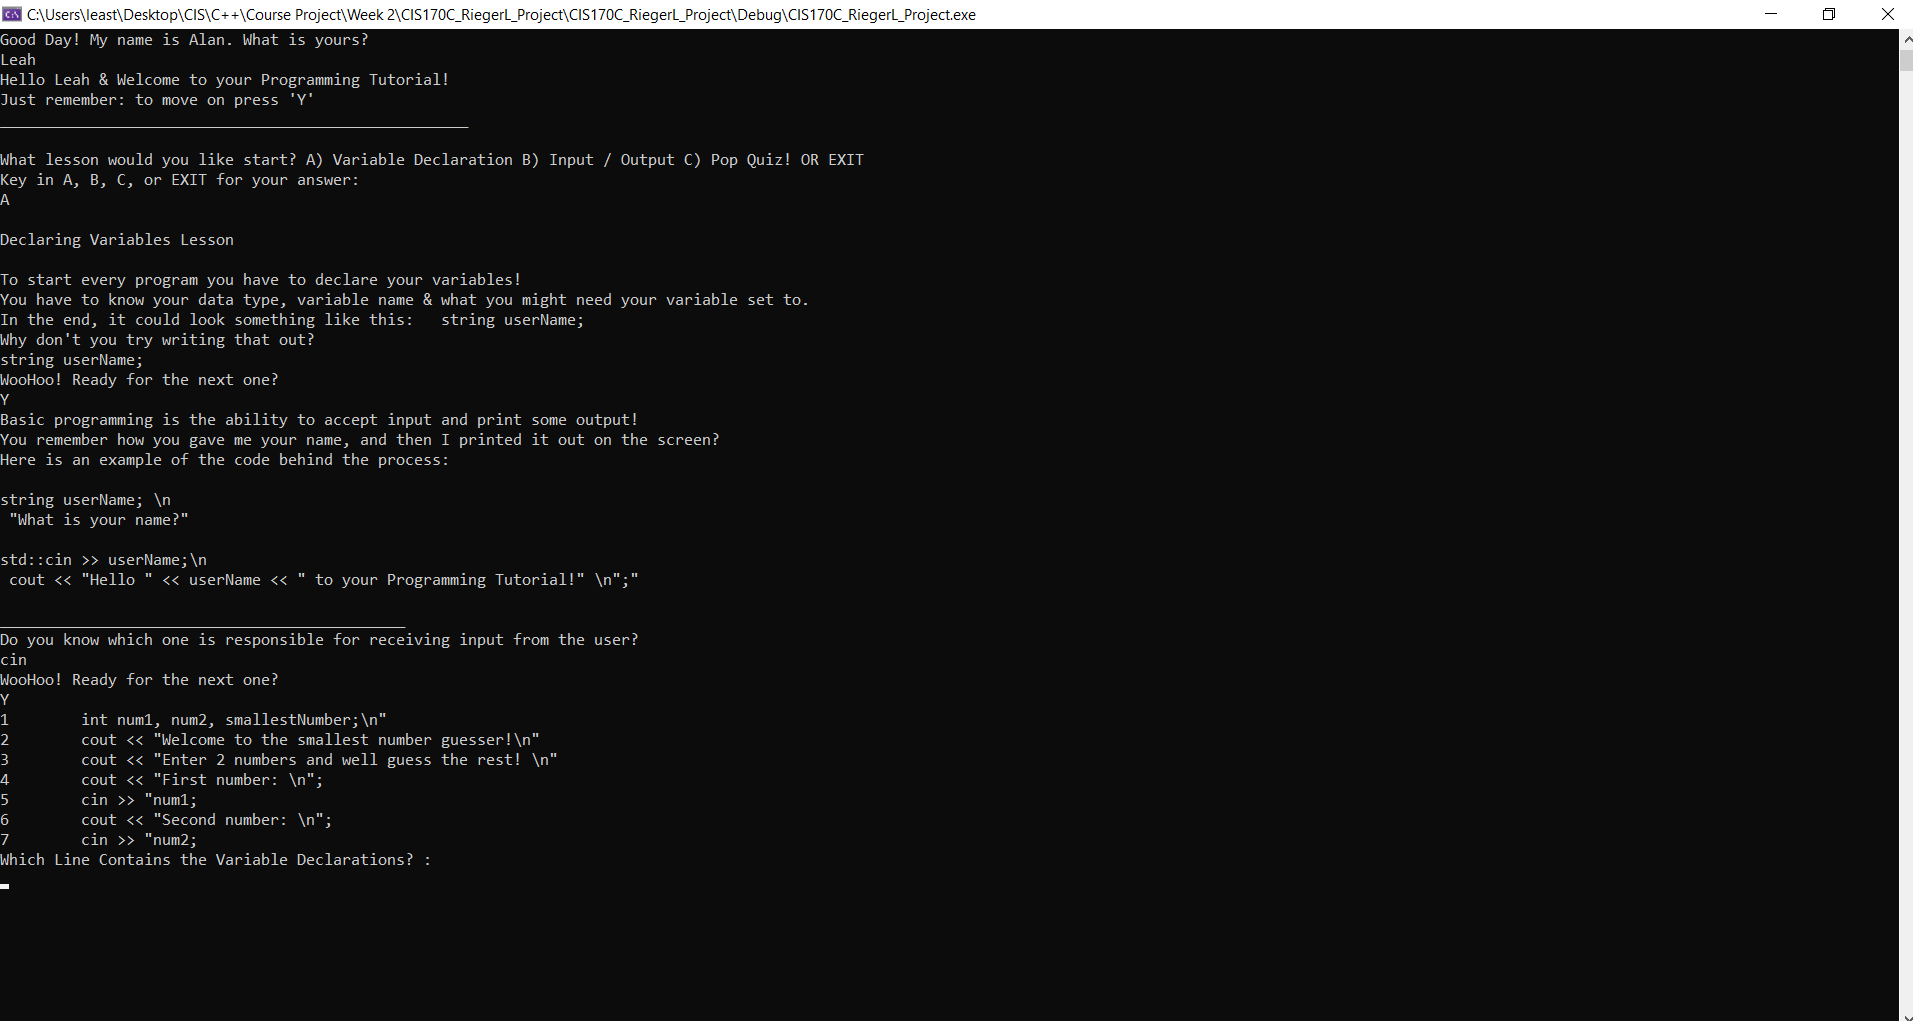 C:\Users\least\Desktop\CIS\C++\Course Project\Week 2\CIS170C_RiegerL_Project\CIS170C_RiegerL_Project\Debug\CIS170C_RiegerL_Project.exe
Good Day! My name is Alan. What is yours?
Leah
Hello Leah & Welcome to your Programming Tutorial!
Just remember: to move on press 'Y'
____________________________________________________
What lesson would you like start? A) Variable Declaration B) Input / Output C) Pop Quiz! OR EXIT
Key in A, B, C, or EXIT for your answer:
A
Declaring Variables Lesson
To start every program you have to declare your variables!
You have to know your data type, variable name & what you might need your variable set to.
In the end, it could look something like this:   string userName;
Why don't you try writing that out?
string userName;
WooHoo! Ready for the next one?
Y
Basic programming is the ability to accept input and print some output!
You remember how you gave me your name, and then I printed it out on the screen?
Here is an example of the code behind the process:
string userName; \n
 "What is your name?"
std::cin >> userName;\n
 cout << "Hello " << userName << " to your Programming Tutorial!" \n";"
_____________________________________________
Do you know which one is responsible for receiving input from the user?
cin
WooHoo! Ready for the next one?
Y
1        int num1, num2, smallestNumber;\n"
2        cout << "Welcome to the smallest number guesser!\n"
3        cout << "Enter 2 numbers and well guess the rest! \n"
4        cout << "First number: \n";
5        cin >> "num1;
6        cout << "Second number: \n";
7        cin >> "num2;
Which Line Contains the Variable Declarations? :